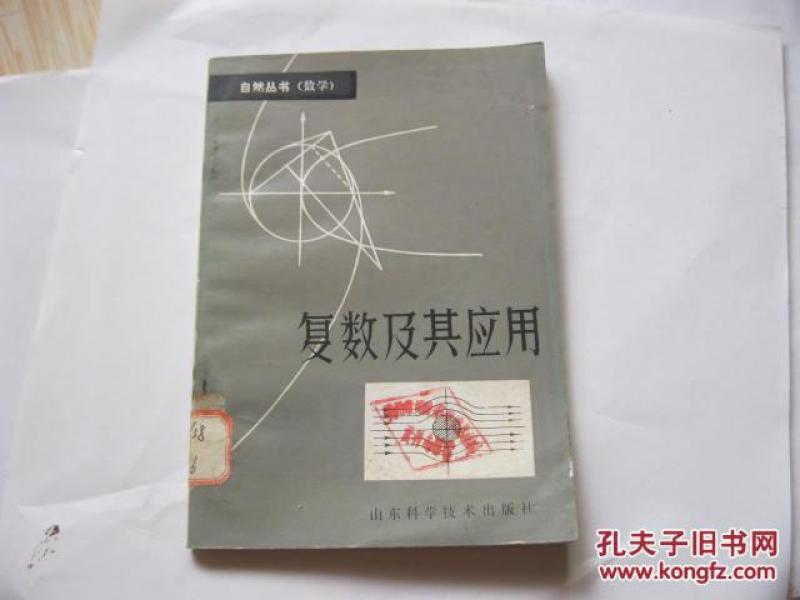 自然丛书（数学）
复数及其应用
山东科学技术出版社
孔夫子旧书网
www.kongfz.com